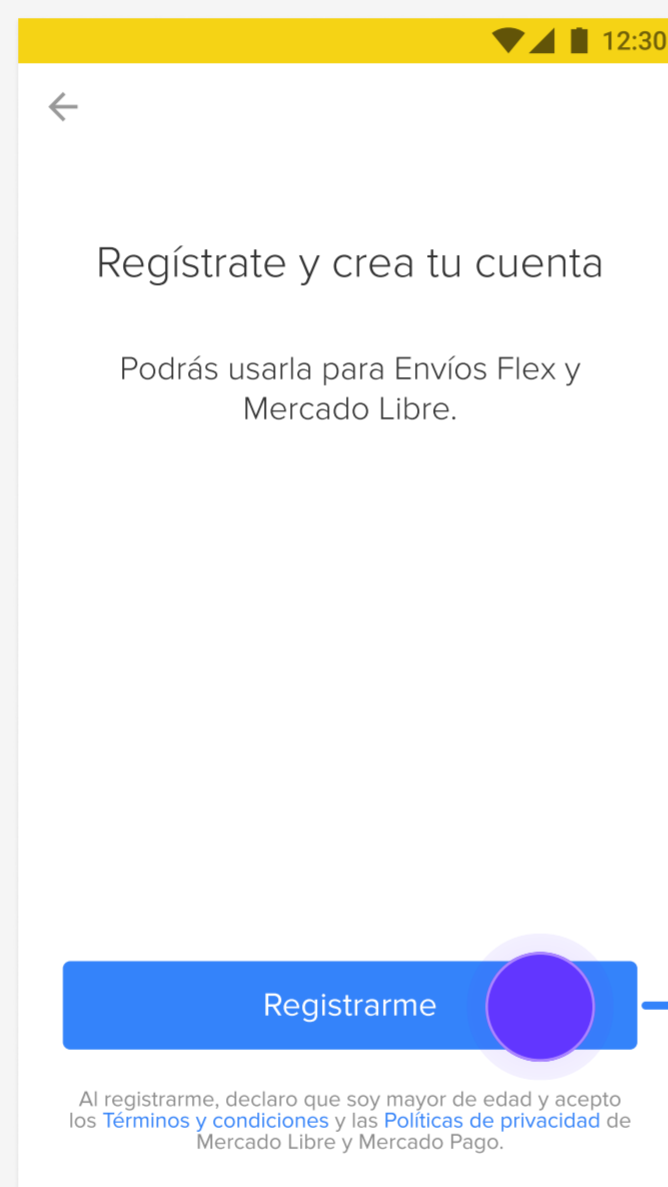 12:30
Regístrate y crea tu cuenta
Podrás usarla para Envíos Flex y
Mercado Libre.
Registrarme
Al registrarme, declaro que soy mayor de edad y acepto
los Términos y condiciones y las Políticas de privacidad de
Mercado Libre y Mercado Pago.